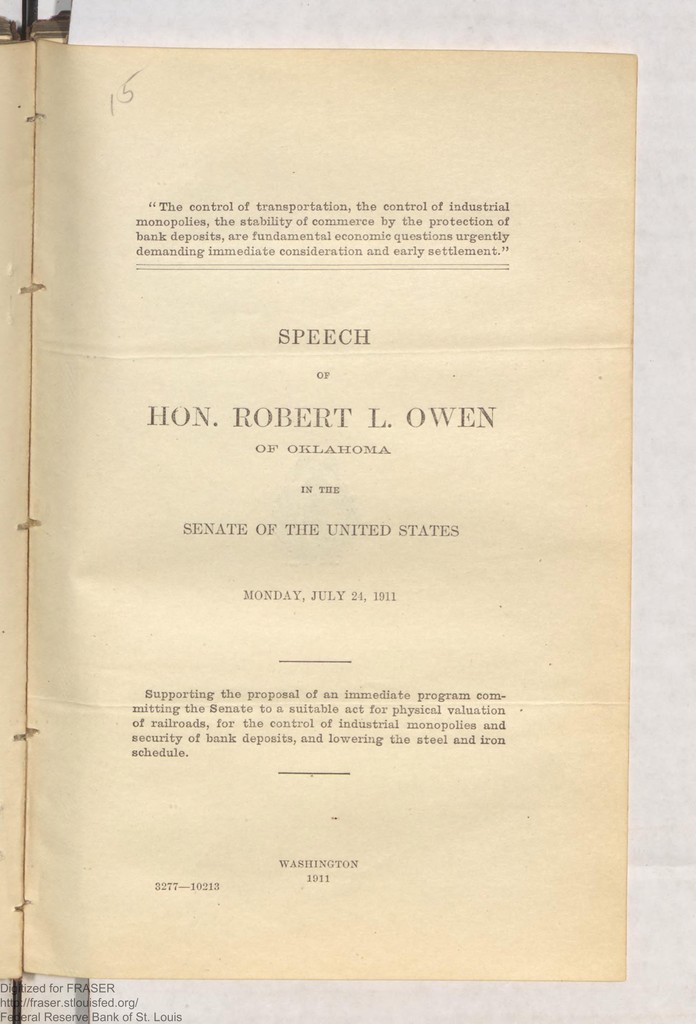 15
“The control of transportation, the control of industrial
monopolies, the stability of commerce by the protection of
bank deposits, are fundamental economic questions urgently
demanding immediate consideration and early settlement.”
SPEECH
OF
HON. ROBERT L. OWEN
OF OKLAHOMA
IN THE
SENATE OF THE UNITED STATES
MONDAY, JULY 24, 1911
Supporting the proposal of an immediate program com-
mitting the Senate to a suitable act for physical valuation
of railroads, for the control of industrial monopolies and
security of bank deposits, and lowering the steel and iron
schedule.
WASHINGTON
1911
3277—10213
Digitized for FRASER
http://fraser.stlouisfed.org/
Federal Reserve Bank of St. Louis